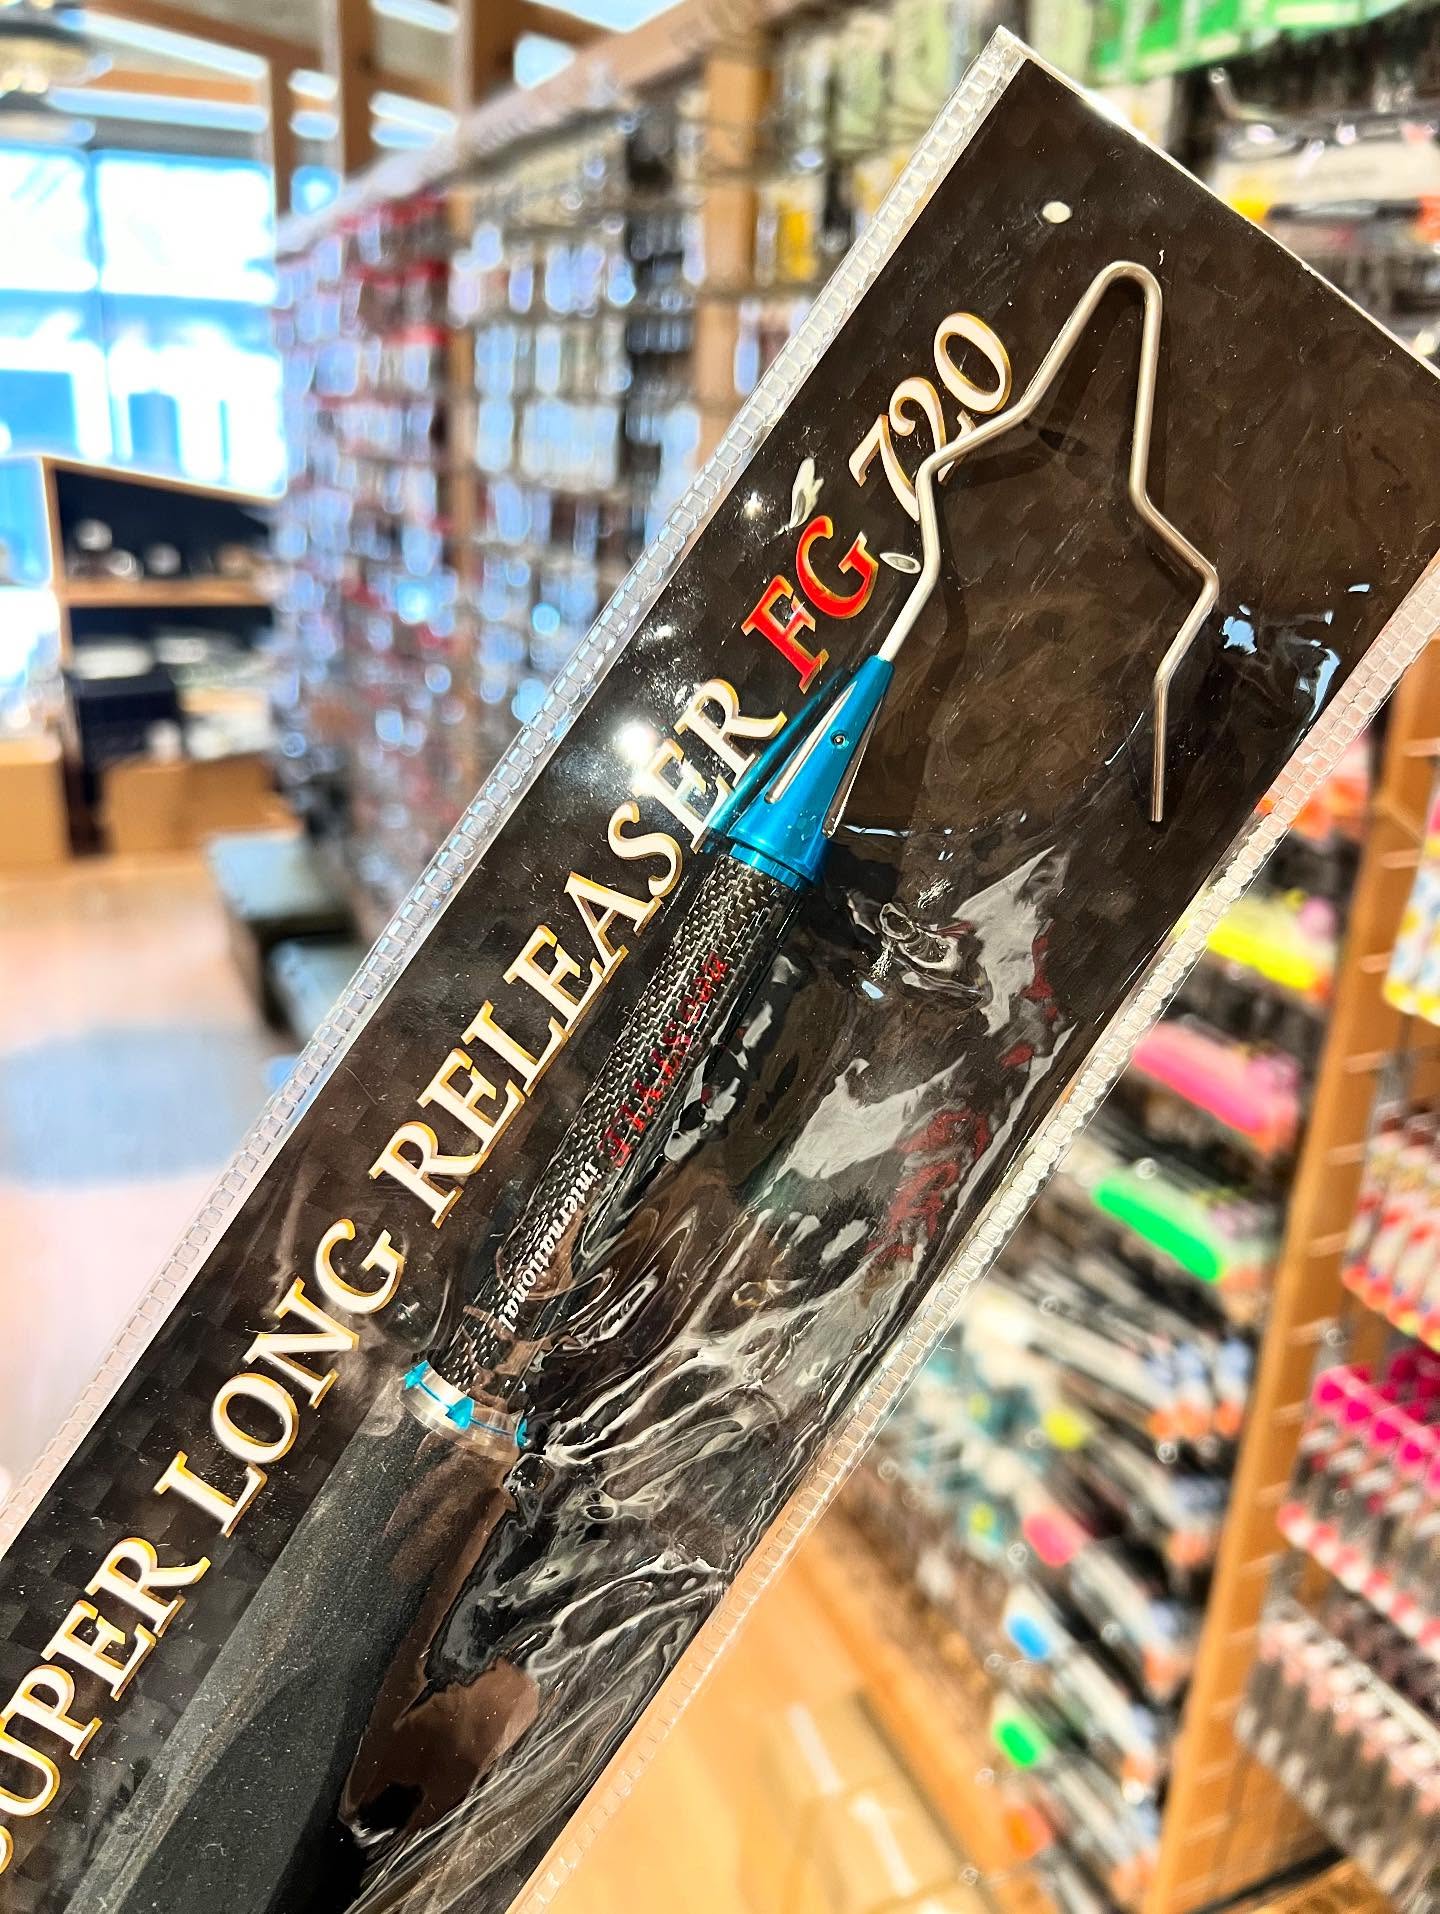 SUPER LONG RELEASER FG 720
International